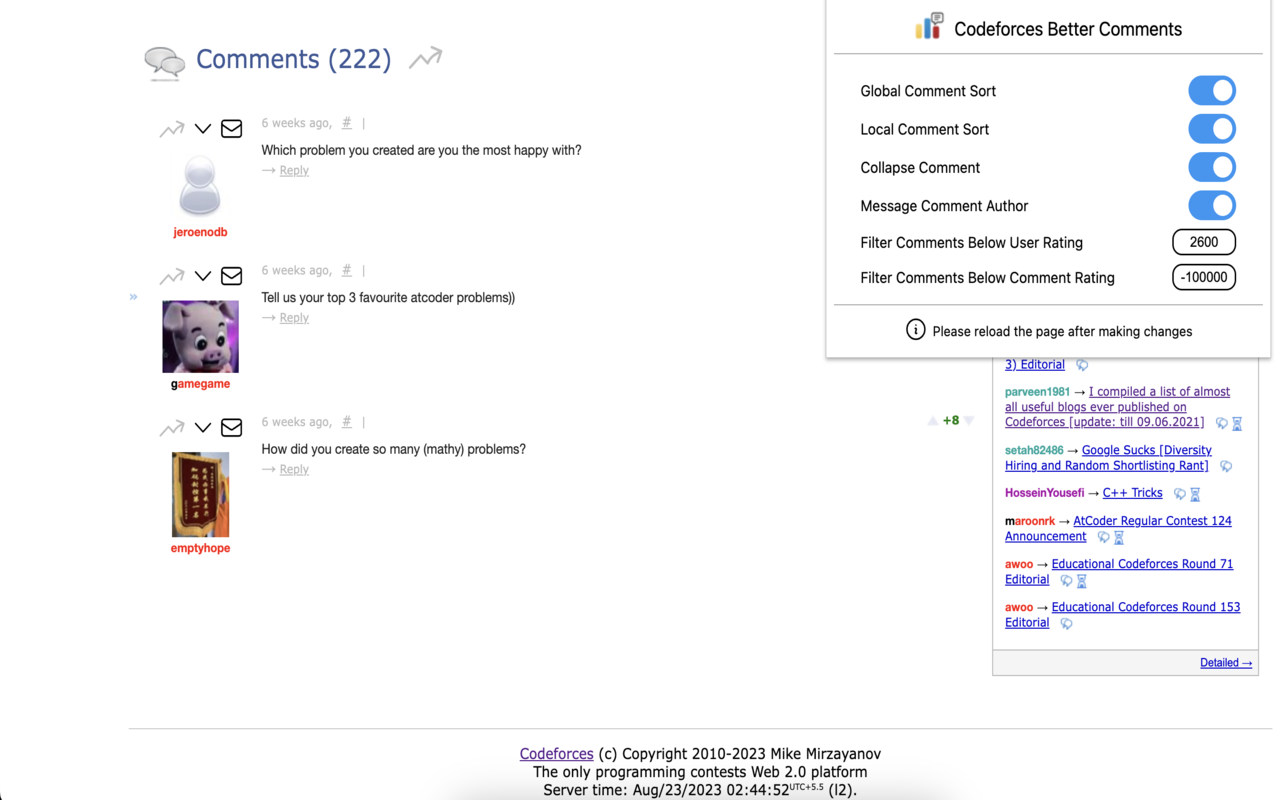 Codeforces Better Comments
Global Comment Sort
Local Comment Sort
Collapse Comment
Message Comment Author
Filter Comments Below User Rating 2600
Filter Comments Below Comment Rating -100000
Please reload the page after making changes
Comments (222)
6 weeks ago, # |
Which problem you created are you the most happy with?
→ Reply
jeroenodb
6 weeks ago, # |
»
Tell us your top 3 favourite atcoder problems))
→ Reply
gamegame
6 weeks ago, # |
+8
How did you create so many (mathy) problems?
→ Reply
emptyhope
3) Editorial
parveen1981 → I compiled a list of almost
all useful blogs ever published on
Codeforces [update: till 09.06.2021]
setah82486 → Google Sucks [Diversity
Hiring and Random Shortlisting Rant]
HosseinYousefi → C++ Tricks
maroonrk → AtCoder Regular Contest 124
Announcement
awoo → Educational Codeforces Round 71
Editorial
awoo → Educational Codeforces Round 153
Editorial
Detailed →
Codeforces (c) Copyright 2010-2023 Mike Mirzayanov
The only programming contests Web 2.0 platform
Server time: Aug/23/2023 02:44:52UTC+5.5 (l2).